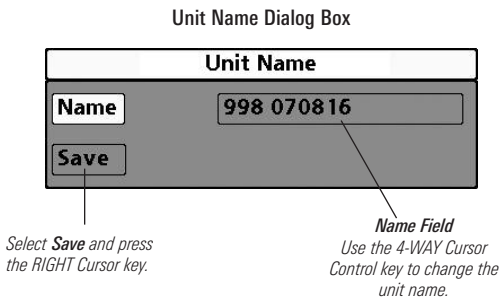 Unit Name Dialog Box
Unit Name
Name
998 070816
Save
Select Save and press
the RIGHT Cursor key.
Name Field
Use the 4-WAY Cursor
Control key to change the
unit name.